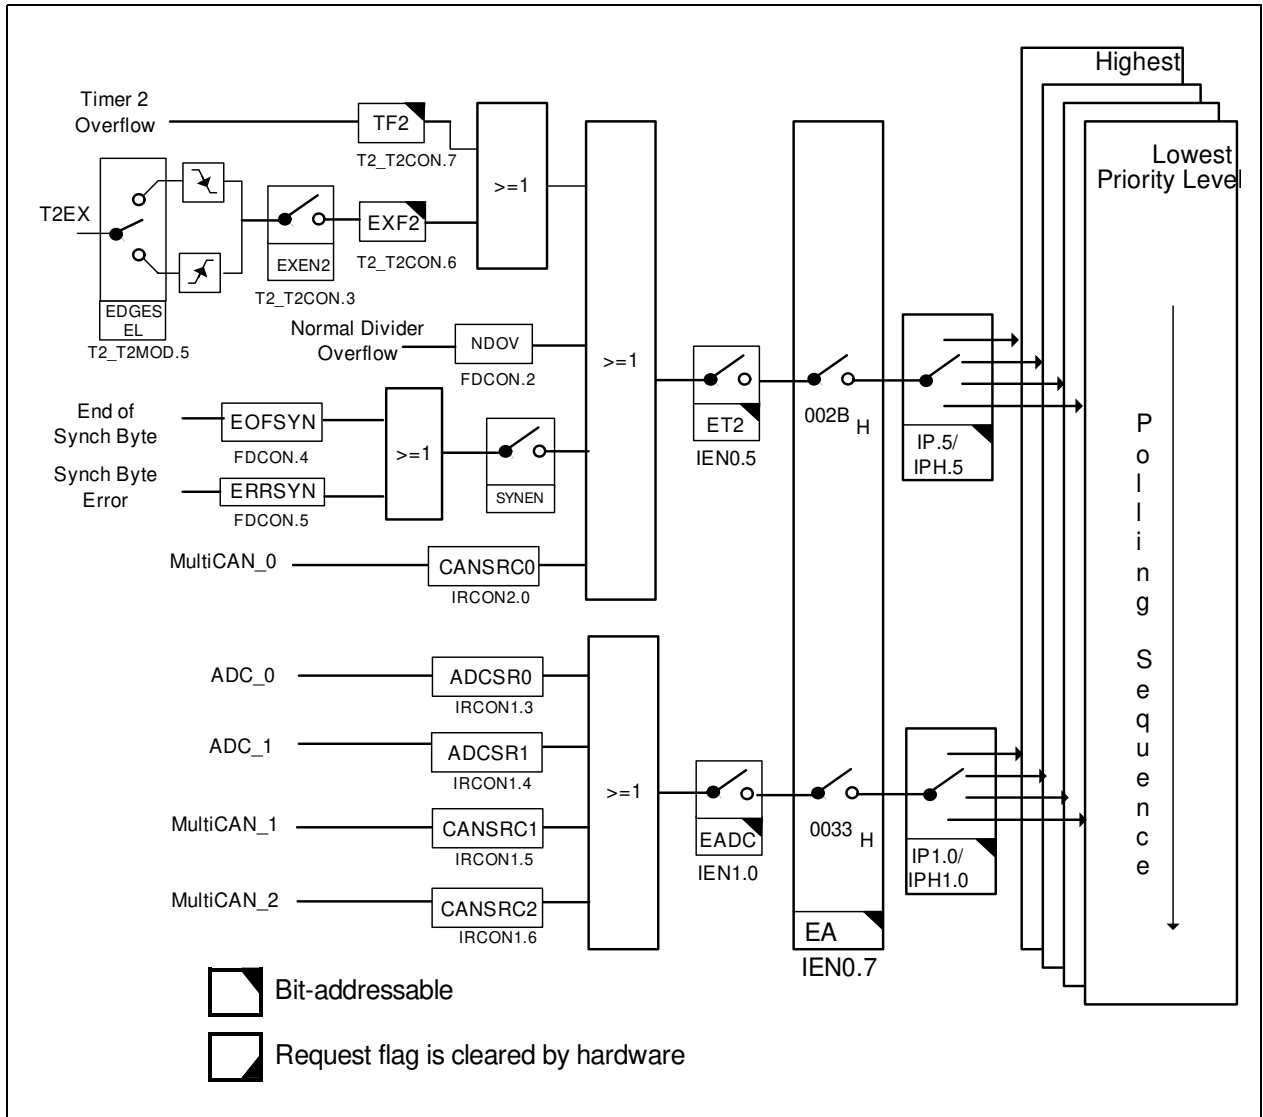 Highest
Lowest
Priority Level
Timer 2
Overflow
TF2
T2_T2CON.7
>=1
T2EX
EDGES
EL
T2_T2MOD.5
EXEN2
T2_T2CON.3
EXF2
T2_T2CON.6
Normal Divider
Overflow
NDOV
FDCON.2
>=1
End of
Synch Byte
EOFSYN
FDCON.4
Synch Byte
Error
ERRSYN
FDCON.5
>=1
SYNEN
MultiCAN_0
CANSRC0
IRCON2.0
ET2
IEN0.5
002B H
IP.5/
IPH.5
ADC_0
ADCSR0
IRCON1.3
ADC_1
ADCSR1
IRCON1.4
MultiCAN_1
CANSRC1
IRCON1.5
MultiCAN_2
CANSRC2
IRCON1.6
>=1
EADC
IEN1.0
0033 H
IP1.0/
IPH1.0
EA
IEN0.7
Polling Sequence
Bit-addressable
Request flag is cleared by hardware